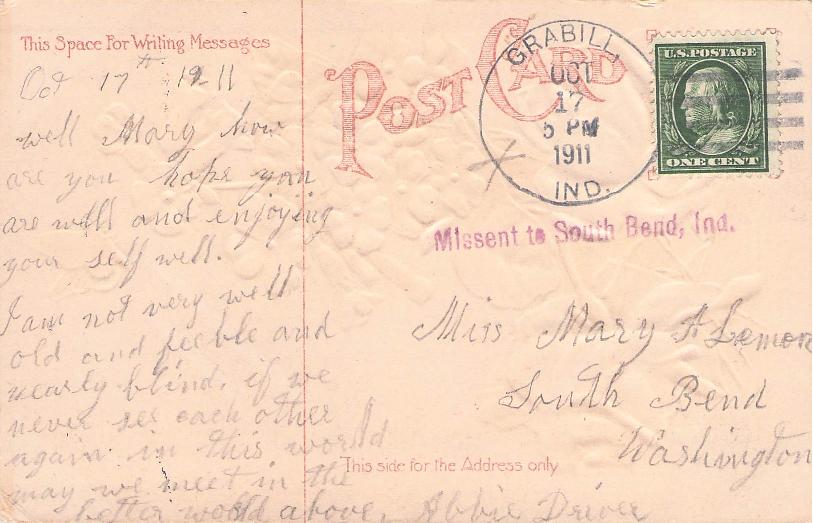 This Space For Writing Messages
POST CARD
GRABILL,
OCT
17
5 PM
1911
IND.
U.S. POSTAGE
ONE CENT
Missent to South Bend, Ind.
Oct 17th 1911
well Mary how
are you hope you
are well and enjoying
your self well.
I am not very well
old and feeble and
nearly blind, if we
never see each other
again in this world
may we meet in the
better world above,
Abbie Driver
Miss Mary A Lemon
South Bend
Washington
This side for the Address only